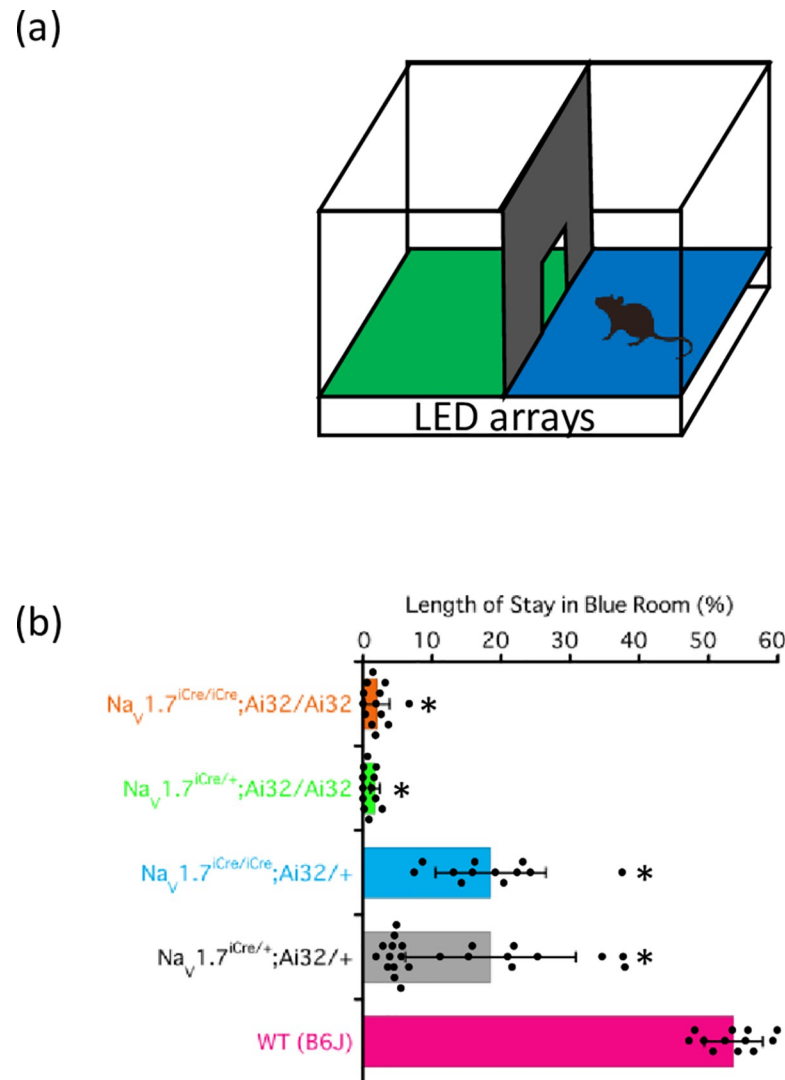 (a)
LED arrays
(b)
Length of Stay in Blue Room (%)
0 10 20 30 40 50 60
NaV1.7iCre/iCre;Ai32/Ai32 *
NaV1.7iCre/+;Ai32/Ai32 *
NaV1.7iCre/iCre;Ai32/+ *
NaV1.7iCre/+;Ai32/+ *
WT (B6J)